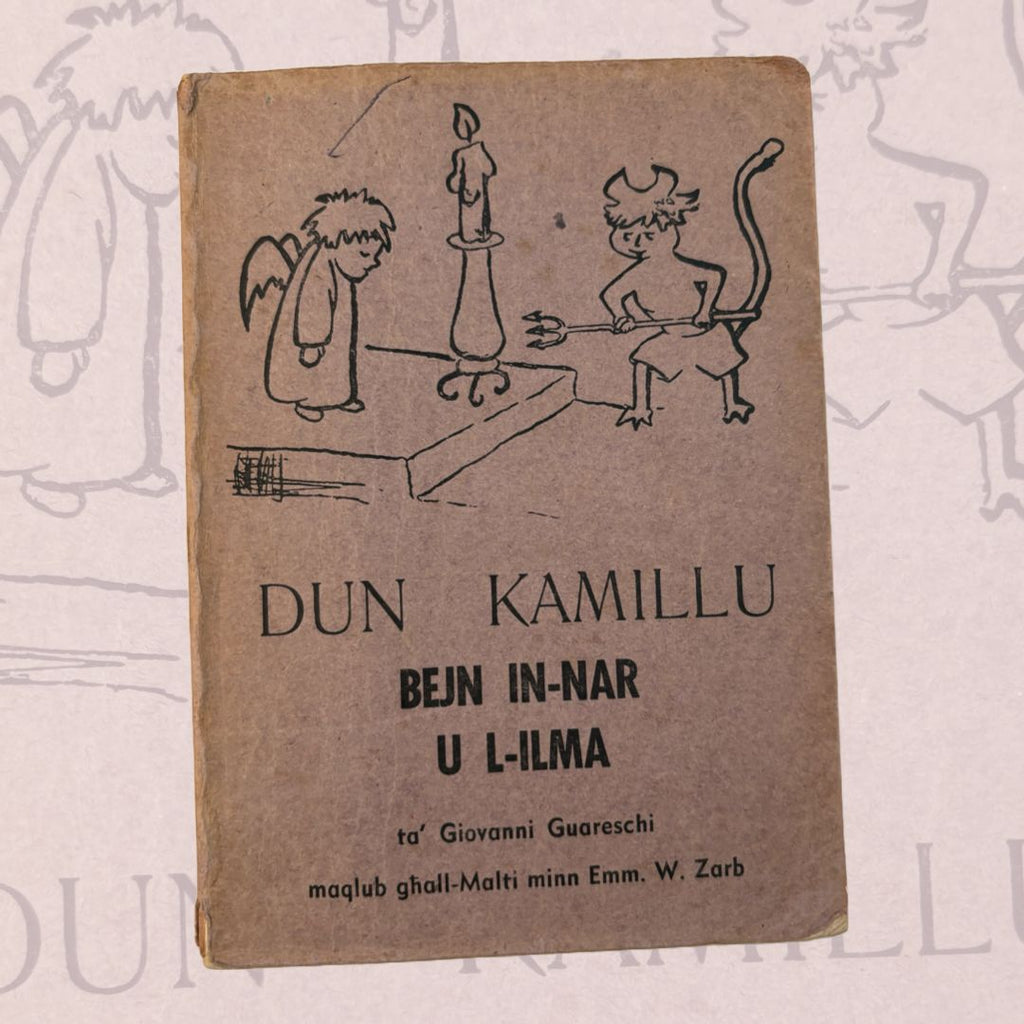 DUN KAMILLU
BEJN IN-NAR
U L-ILMA
ta' Giovanni Guareschi
maqlub għall-Malti minn Emm. W. Zarb